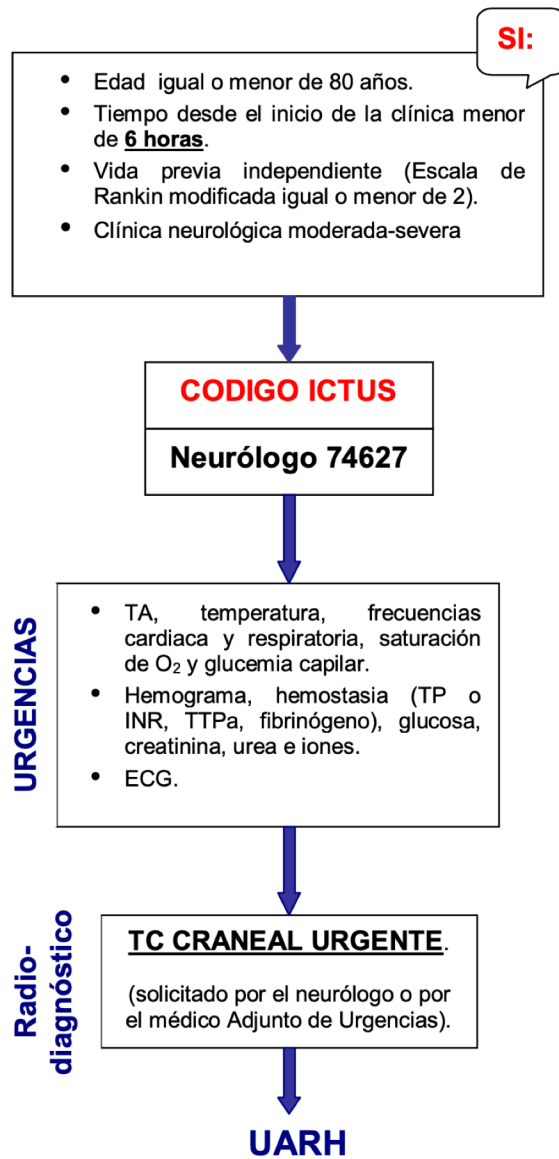 SI:
• Edad igual o menor de 80 años.
• Tiempo desde el inicio de la clínica menor
de 6 horas.
• Vida previa independiente (Escala de
Rankin modificada igual o menor de 2).
• Clínica neurológica moderada-severa
CODIGO ICTUS
Neurólogo 74627
URGENCIAS
• TA, temperatura, frecuencias
cardiaca y respiratoria, saturación
de O₂ y glucemia capilar.
• Hemograma, hemostasia (TP o
INR, TTPa, fibrinógeno), glucosa,
creatinina, urea e iones.
• ECG.
Radio-
diagnóstico
TC CRANEAL URGENTE.
(solicitado por el neurólogo o por
el médico Adjunto de Urgencias).
UARH